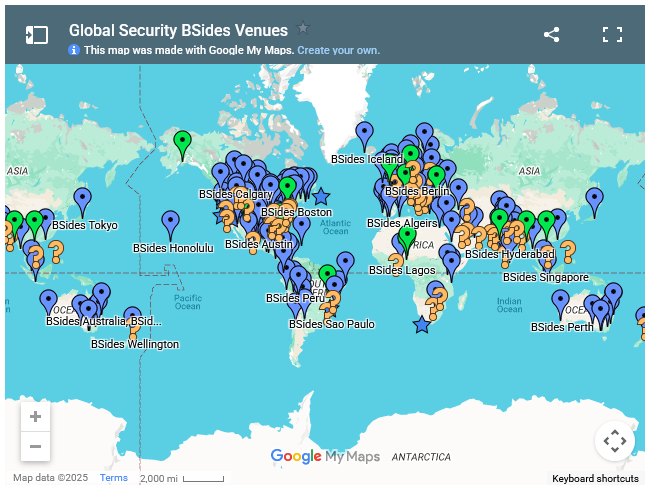 Global Security BSides Venues
This map was made with Google My Maps. Create your own.
ASIA
ASIA
BSides Iceland
BSides Calgary
BSides Berlin
BSides Boston
BSides Tokyo
Atlantic
Ocean
BSides Algeirs
BSides Honolulu
BSides Austin
RICA
BSides Hyderabad
BSides Lagos
BSides Singapore
Pacific
Ocean
BSides Peru
Indian
Ocean
OCEA
BSides Australia, BSid...
BSides Sao Paulo
BSides Perth
BSides Wellington
Google My Maps
ANTARCTICA
Map data ©2025 Terms 2,000 mi
Keyboard shortcuts